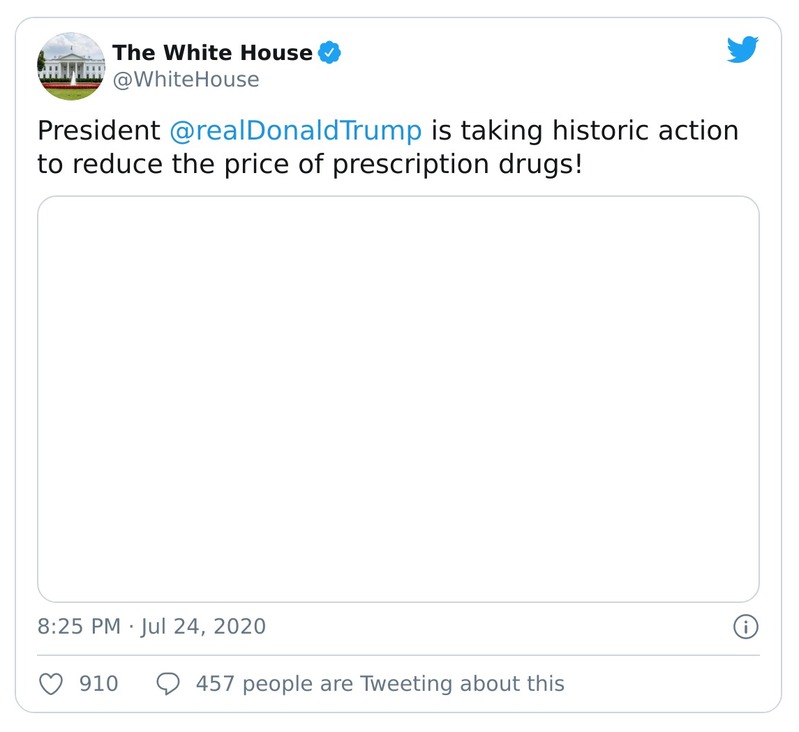 The White House
@WhiteHouse
President @realDonaldTrump is taking historic action
to reduce the price of prescription drugs!
8:25 PM · Jul 24, 2020
910 457 people are Tweeting about this